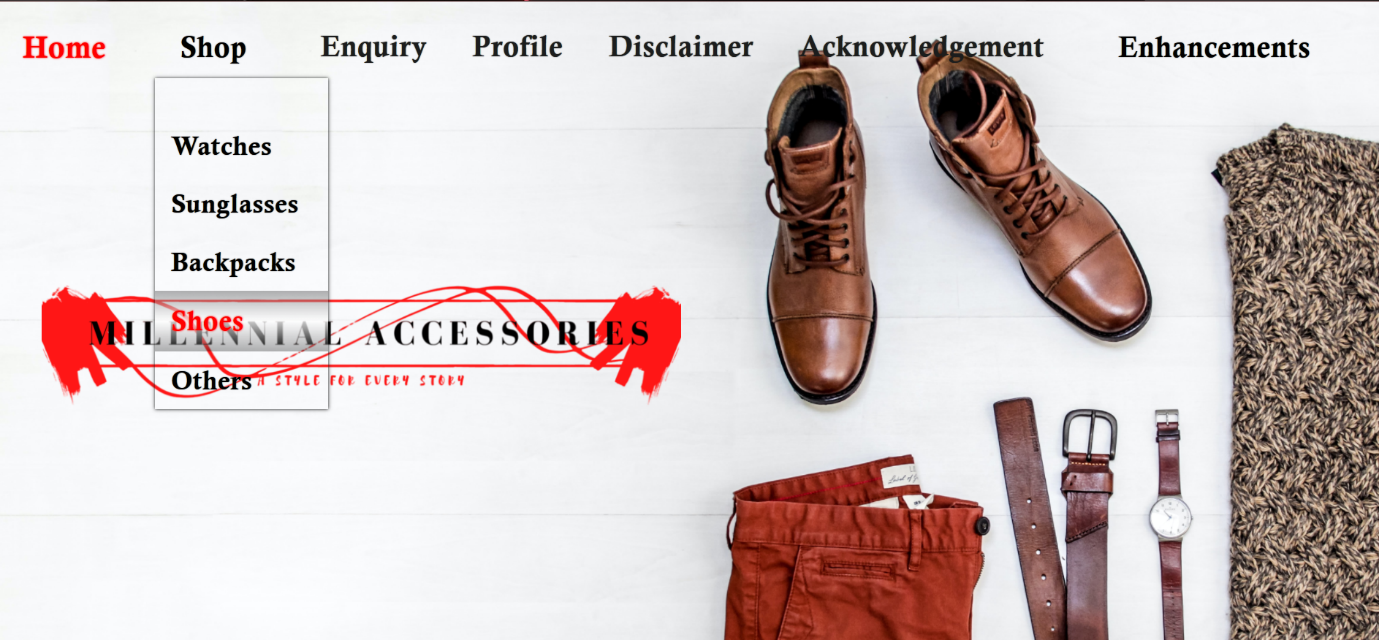 Home Shop Enquiry Profile Disclaimer Acknowledgement Enhancements
Watches
Sunglasses
Backpacks
Shoes
MILLENNIAL ACCESSORIES
Others
A STYLE FOR EVERY STORY